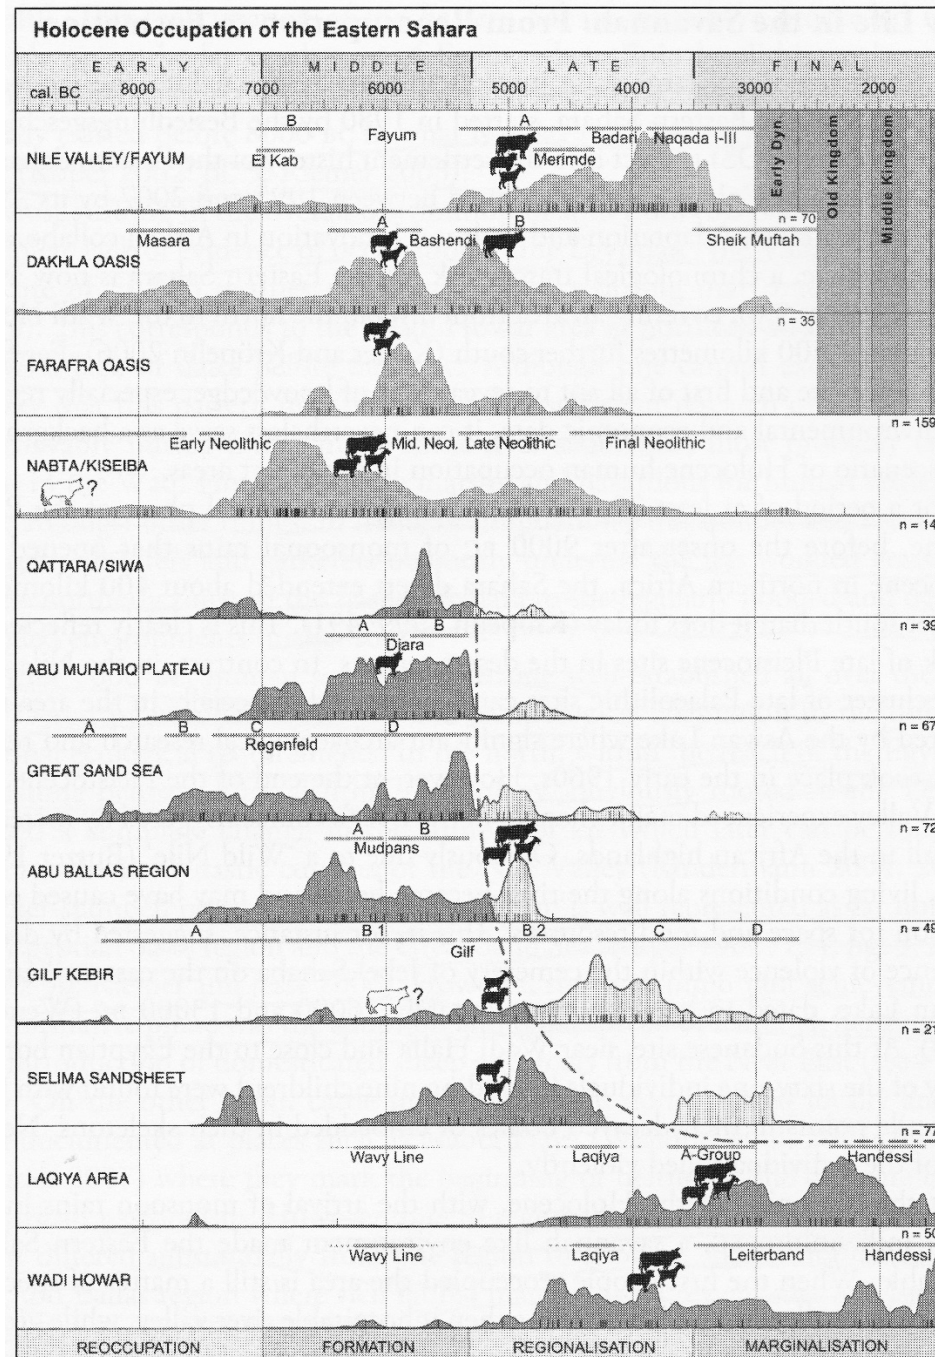 Holocene Occupation of the Eastern Sahara
EARLY MIDDLE LATE FINAL
cal. BC 8000 7000 6000 5000 4000 3000 2000
B A
Fayum Badari Naqada I-III
NILE VALLEY/FAYUM El Kab Merimde
Early Dyn
Old Kingdom
Middle Kingdom
n = 70
A B
Masara Bashendi Sheik Muftah
DAKHLA OASIS
n = 35
FARAFRA OASIS
n = 159
Early Neolithic Mid. Neol. Late Neolithic Final Neolithic
NABTA/KISEIBA
?
n = 14
QATTARA/SIWA
n = 39
A B
Djara
ABU MUHARIQ PLATEAU
n = 67
A B C D
Regenfeld
GREAT SAND SEA
n = 72
A B
Mudpans
ABU BALLAS REGION
n = 49
A B 1 B 2 C D
Gilf
GILF KEBIR ?
n = 21
SELIMA SANDSHEET
n = 77
Wavy Line Laqiya A-Group Handessi
LAQIYA AREA
n = 50
Wavy Line Laqiya Leiterband Handessi
WADI HOWAR
REOCCUPATION FORMATION REGIONALISATION MARGINALISATION